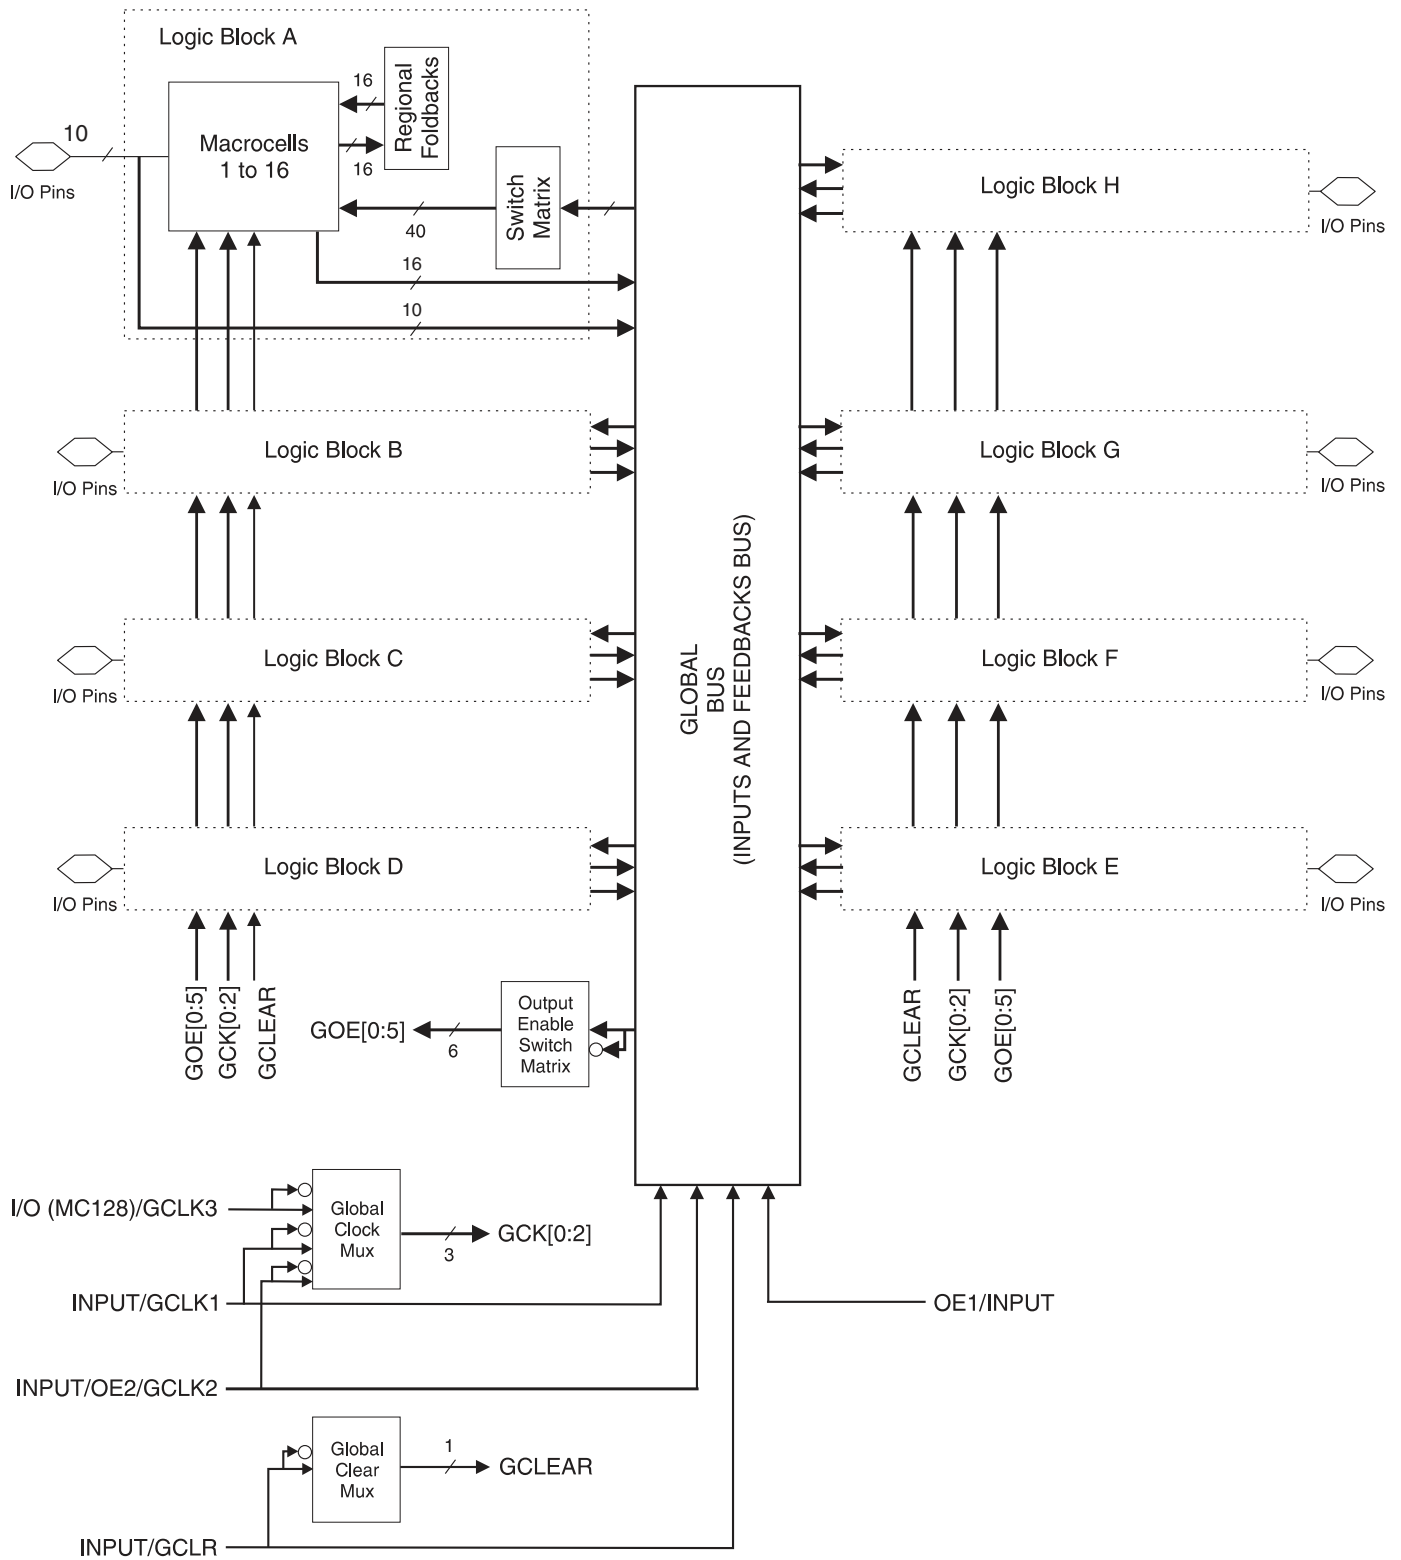 Logic Block A
16
Regional
Foldbacks
Macrocells
1 to 16
16
10
I/O Pins
Switch
Matrix
40
16
10
Logic Block H
I/O Pins
Logic Block B
I/O Pins
Logic Block G
I/O Pins
GLOBAL
BUS
(INPUTS AND FEEDBACKS BUS)
Logic Block C
I/O Pins
Logic Block F
I/O Pins
Logic Block D
I/O Pins
Logic Block E
I/O Pins
GOE[0:5]
GCK[0:2]
GCLEAR
GCLEAR
GCK[0:2]
GOE[0:5]
GOE[0:5]
6
Output
Enable
Switch
Matrix
I/O (MC128)/GCLK3
Global
Clock
Mux
3
GCK[0:2]
INPUT/GCLK1
OE1/INPUT
INPUT/OE2/GCLK2
Global
Clear
Mux
1
GCLEAR
INPUT/GCLR